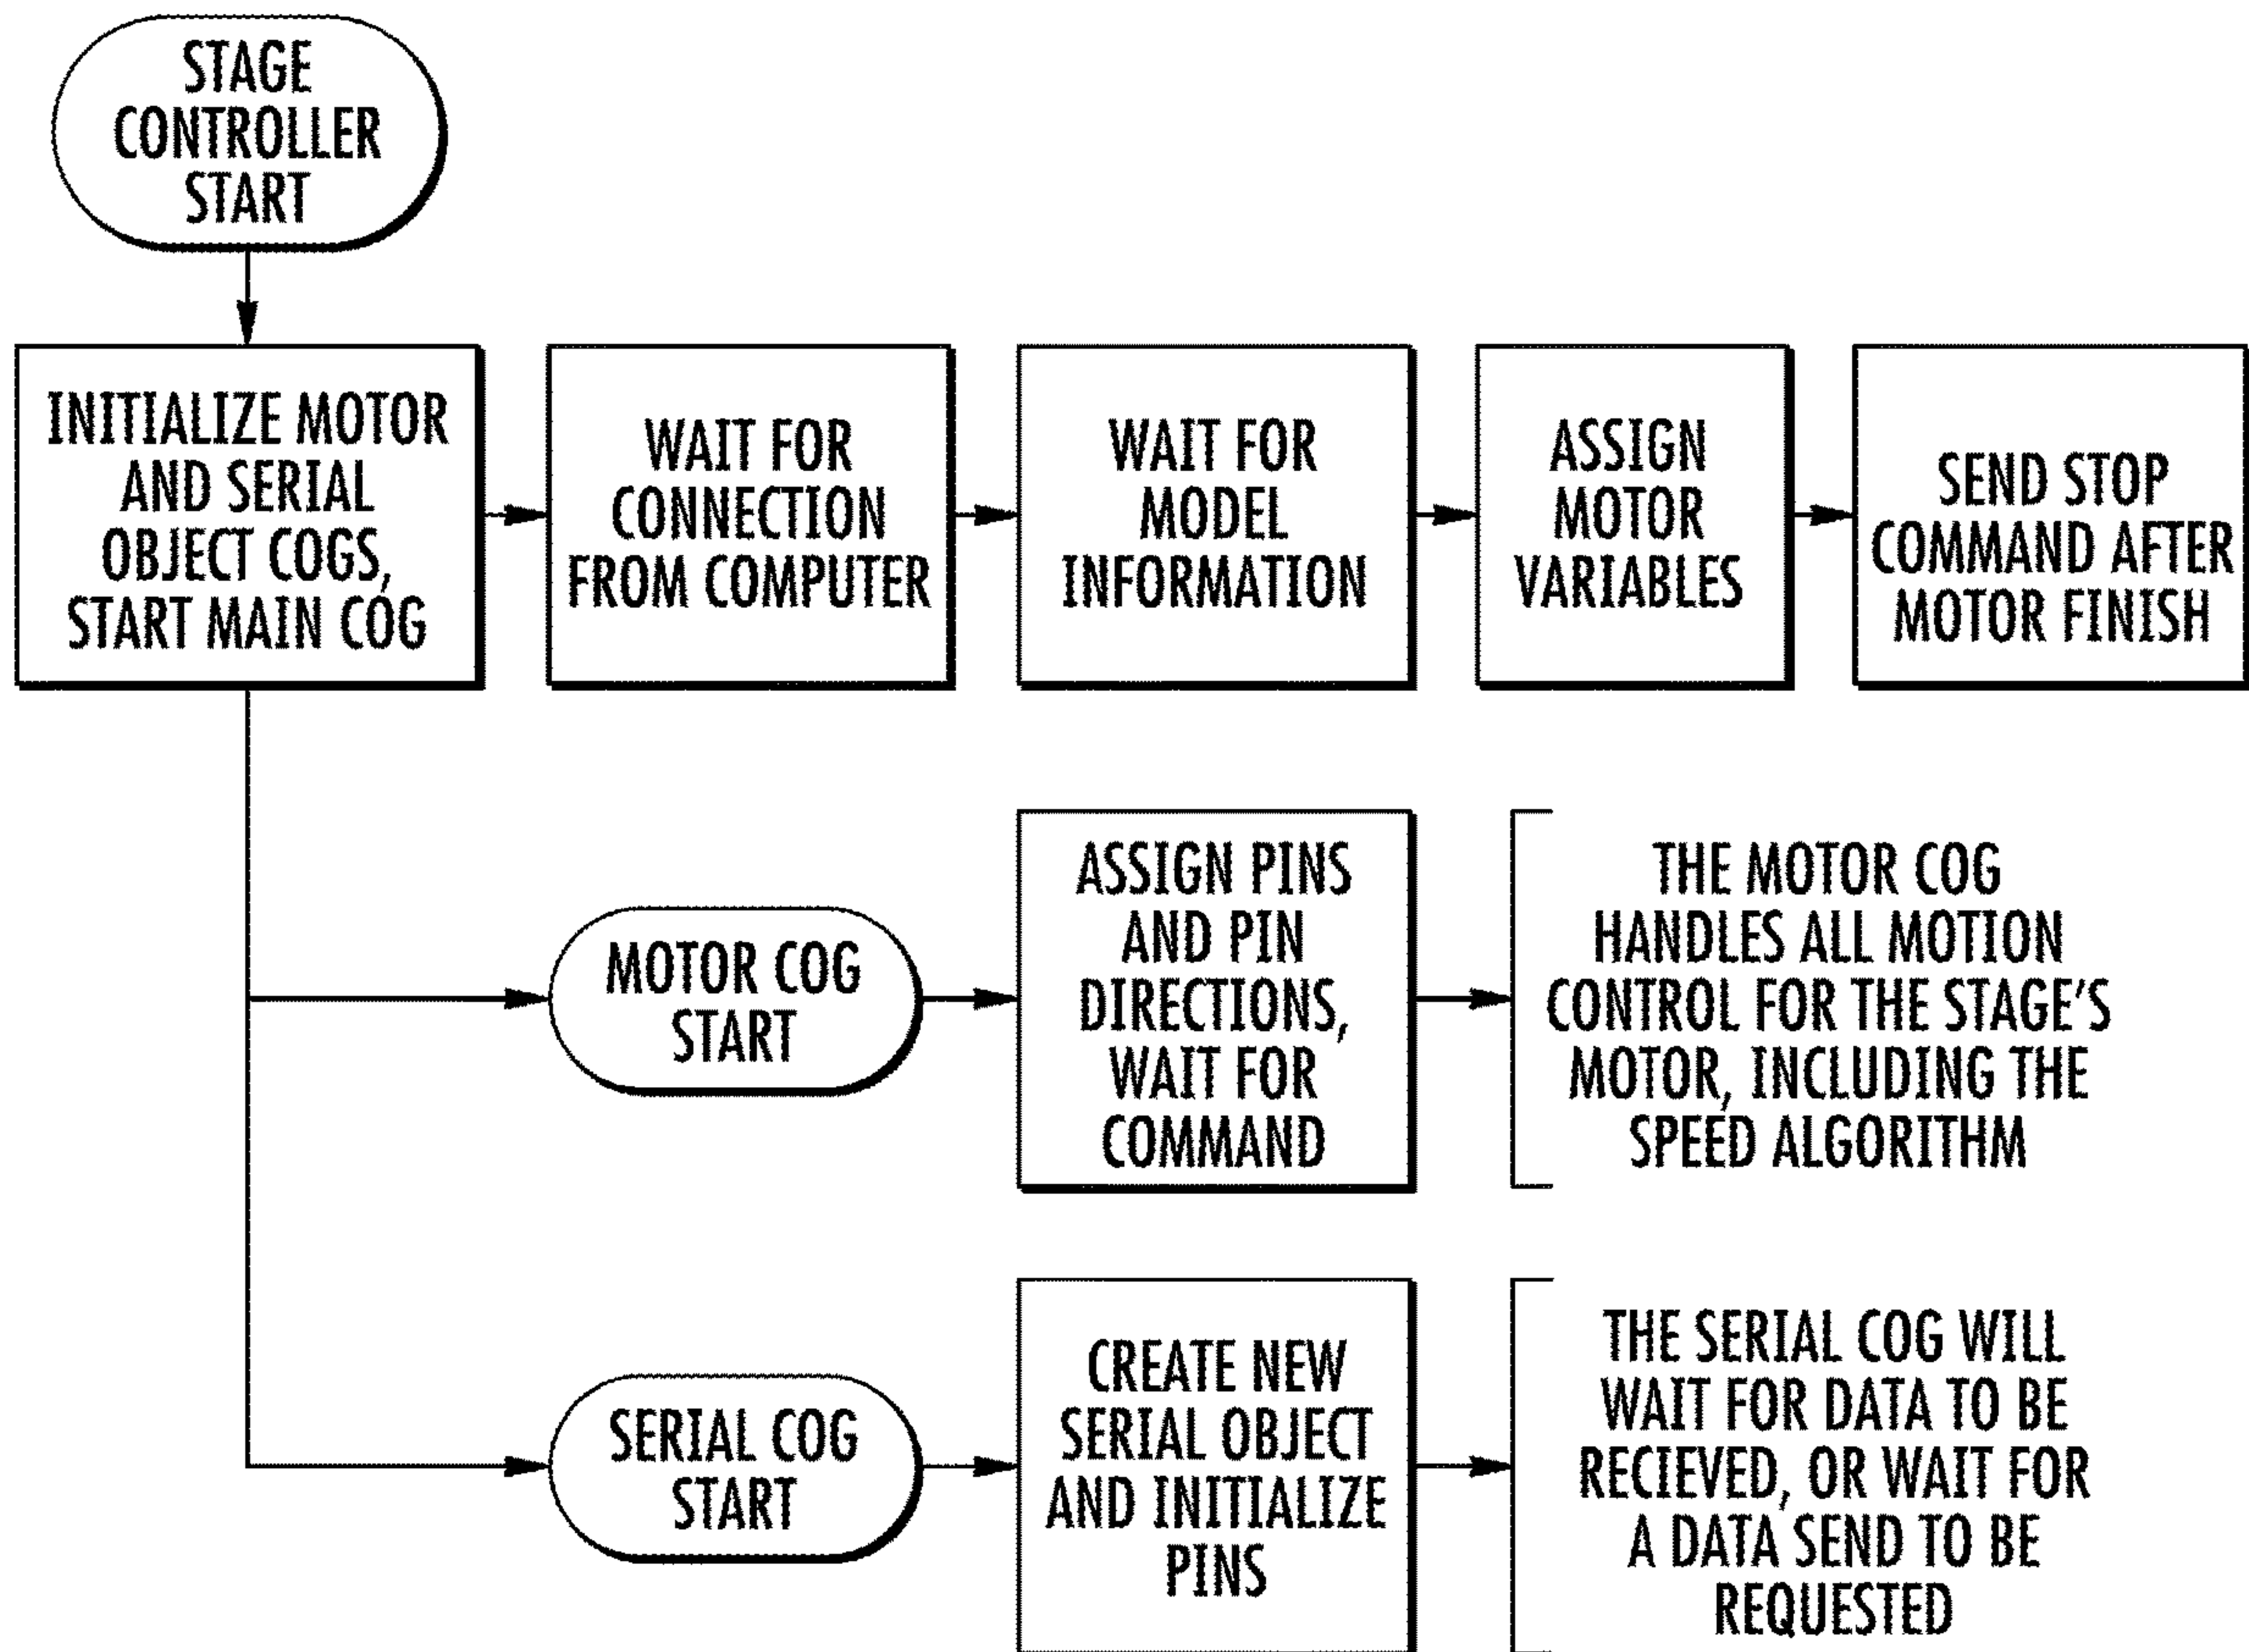 STAGE
CONTROLLER
START
INITIALIZE MOTOR
AND SERIAL
OBJECT COGS,
START MAIN COG
WAIT FOR
CONNECTION
FROM COMPUTER
WAIT FOR
MODEL
INFORMATION
ASSIGN
MOTOR
VARIABLES
SEND STOP
COMMAND AFTER
MOTOR FINISH
MOTOR COG
START
ASSIGN PINS
AND PIN
DIRECTIONS,
WAIT FOR
COMMAND
THE MOTOR COG
HANDLES ALL MOTION
CONTROL FOR THE STAGE'S
MOTOR, INCLUDING THE
SPEED ALGORITHM
SERIAL COG
START
CREATE NEW
SERIAL OBJECT
AND INITIALIZE
PINS
THE SERIAL COG WILL
WAIT FOR DATA TO BE
RECIEVED, OR WAIT FOR
A DATA SEND TO BE
REQUESTED